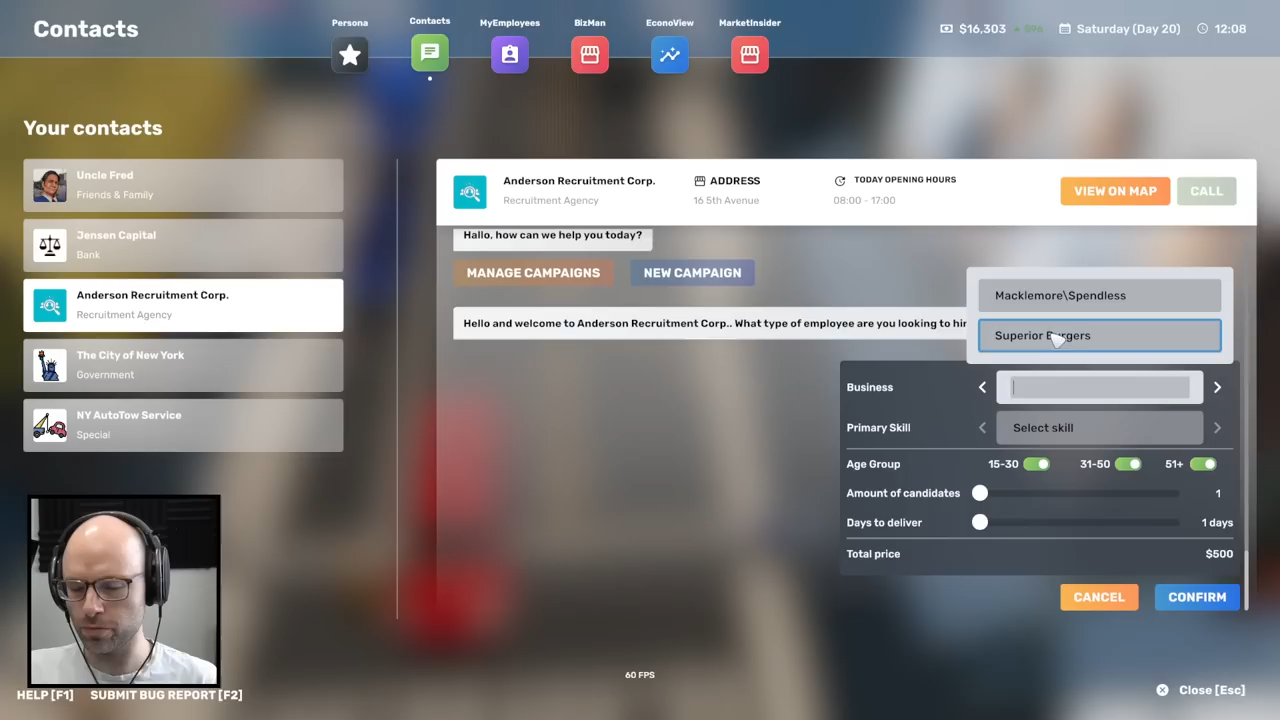 Contacts
Persona
Contacts
MyEmployees
BizMan
EconoView
MarketInsider
$16,303
Saturday (Day 20)
12:08
Your contacts
Uncle Fred
Friends & Family
Jensen Capital
Bank
Anderson Recruitment Corp.
Recruitment Agency
The City of New York
Government
NY AutoTow Service
Special
Anderson Recruitment Corp.
Recruitment Agency
ADDRESS
16 5th Avenue
TODAY OPENING HOURS
08:00 - 17:00
VIEW ON MAP
CALL
Hallo, how can we help you today?
MANAGE CAMPAIGNS
NEW CAMPAIGN
Hello and welcome to Anderson Recruitment Corp.. What type of employee are you looking to
Macklemore\Spendless
Superior Burgers
Business
Primary Skill
Select skill
Age Group
15-30
31-50
51+
Amount of candidates
1
Days to deliver
1 days
Total price
$500
CANCEL
CONFIRM
60 FPS
HELP [F1]
SUBMIT BUG REPORT [F2]
Close [Esc]